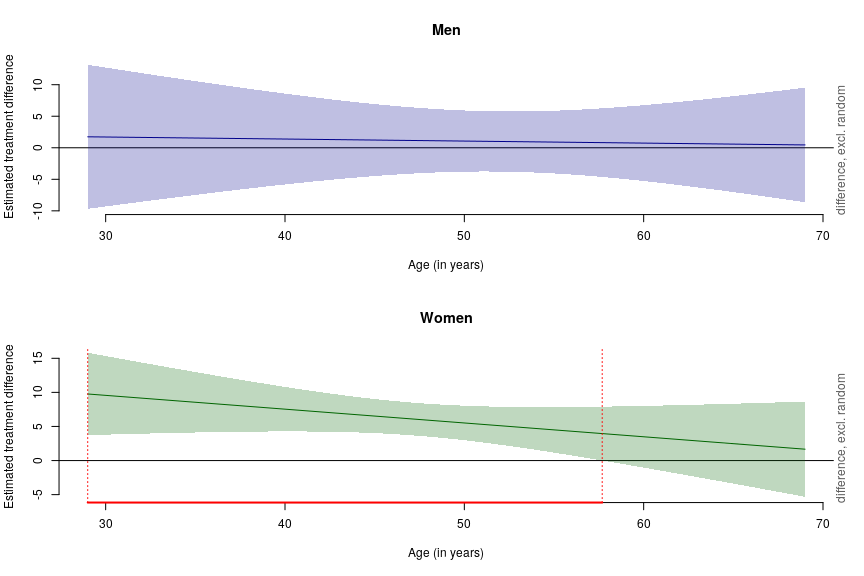 Men
Estimated treatment difference
10
5
0
-5
-10
difference, excl. random
30 40 50 60 70
Age (in years)
Women
Estimated treatment difference
15
10
5
0
-5
difference, excl. random
30 40 50 60 70
Age (in years)